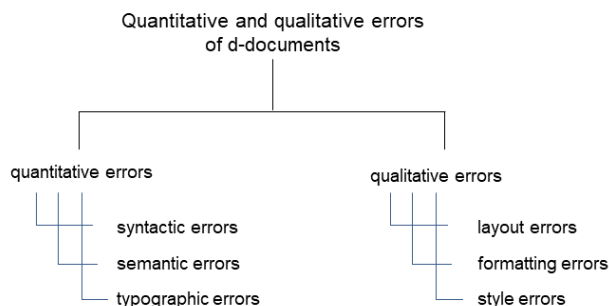 Quantitative and qualitative errors
of d-documents
quantitative errors
syntactic errors
semantic errors
typographic errors
qualitative errors
layout errors
formatting errors
style errors